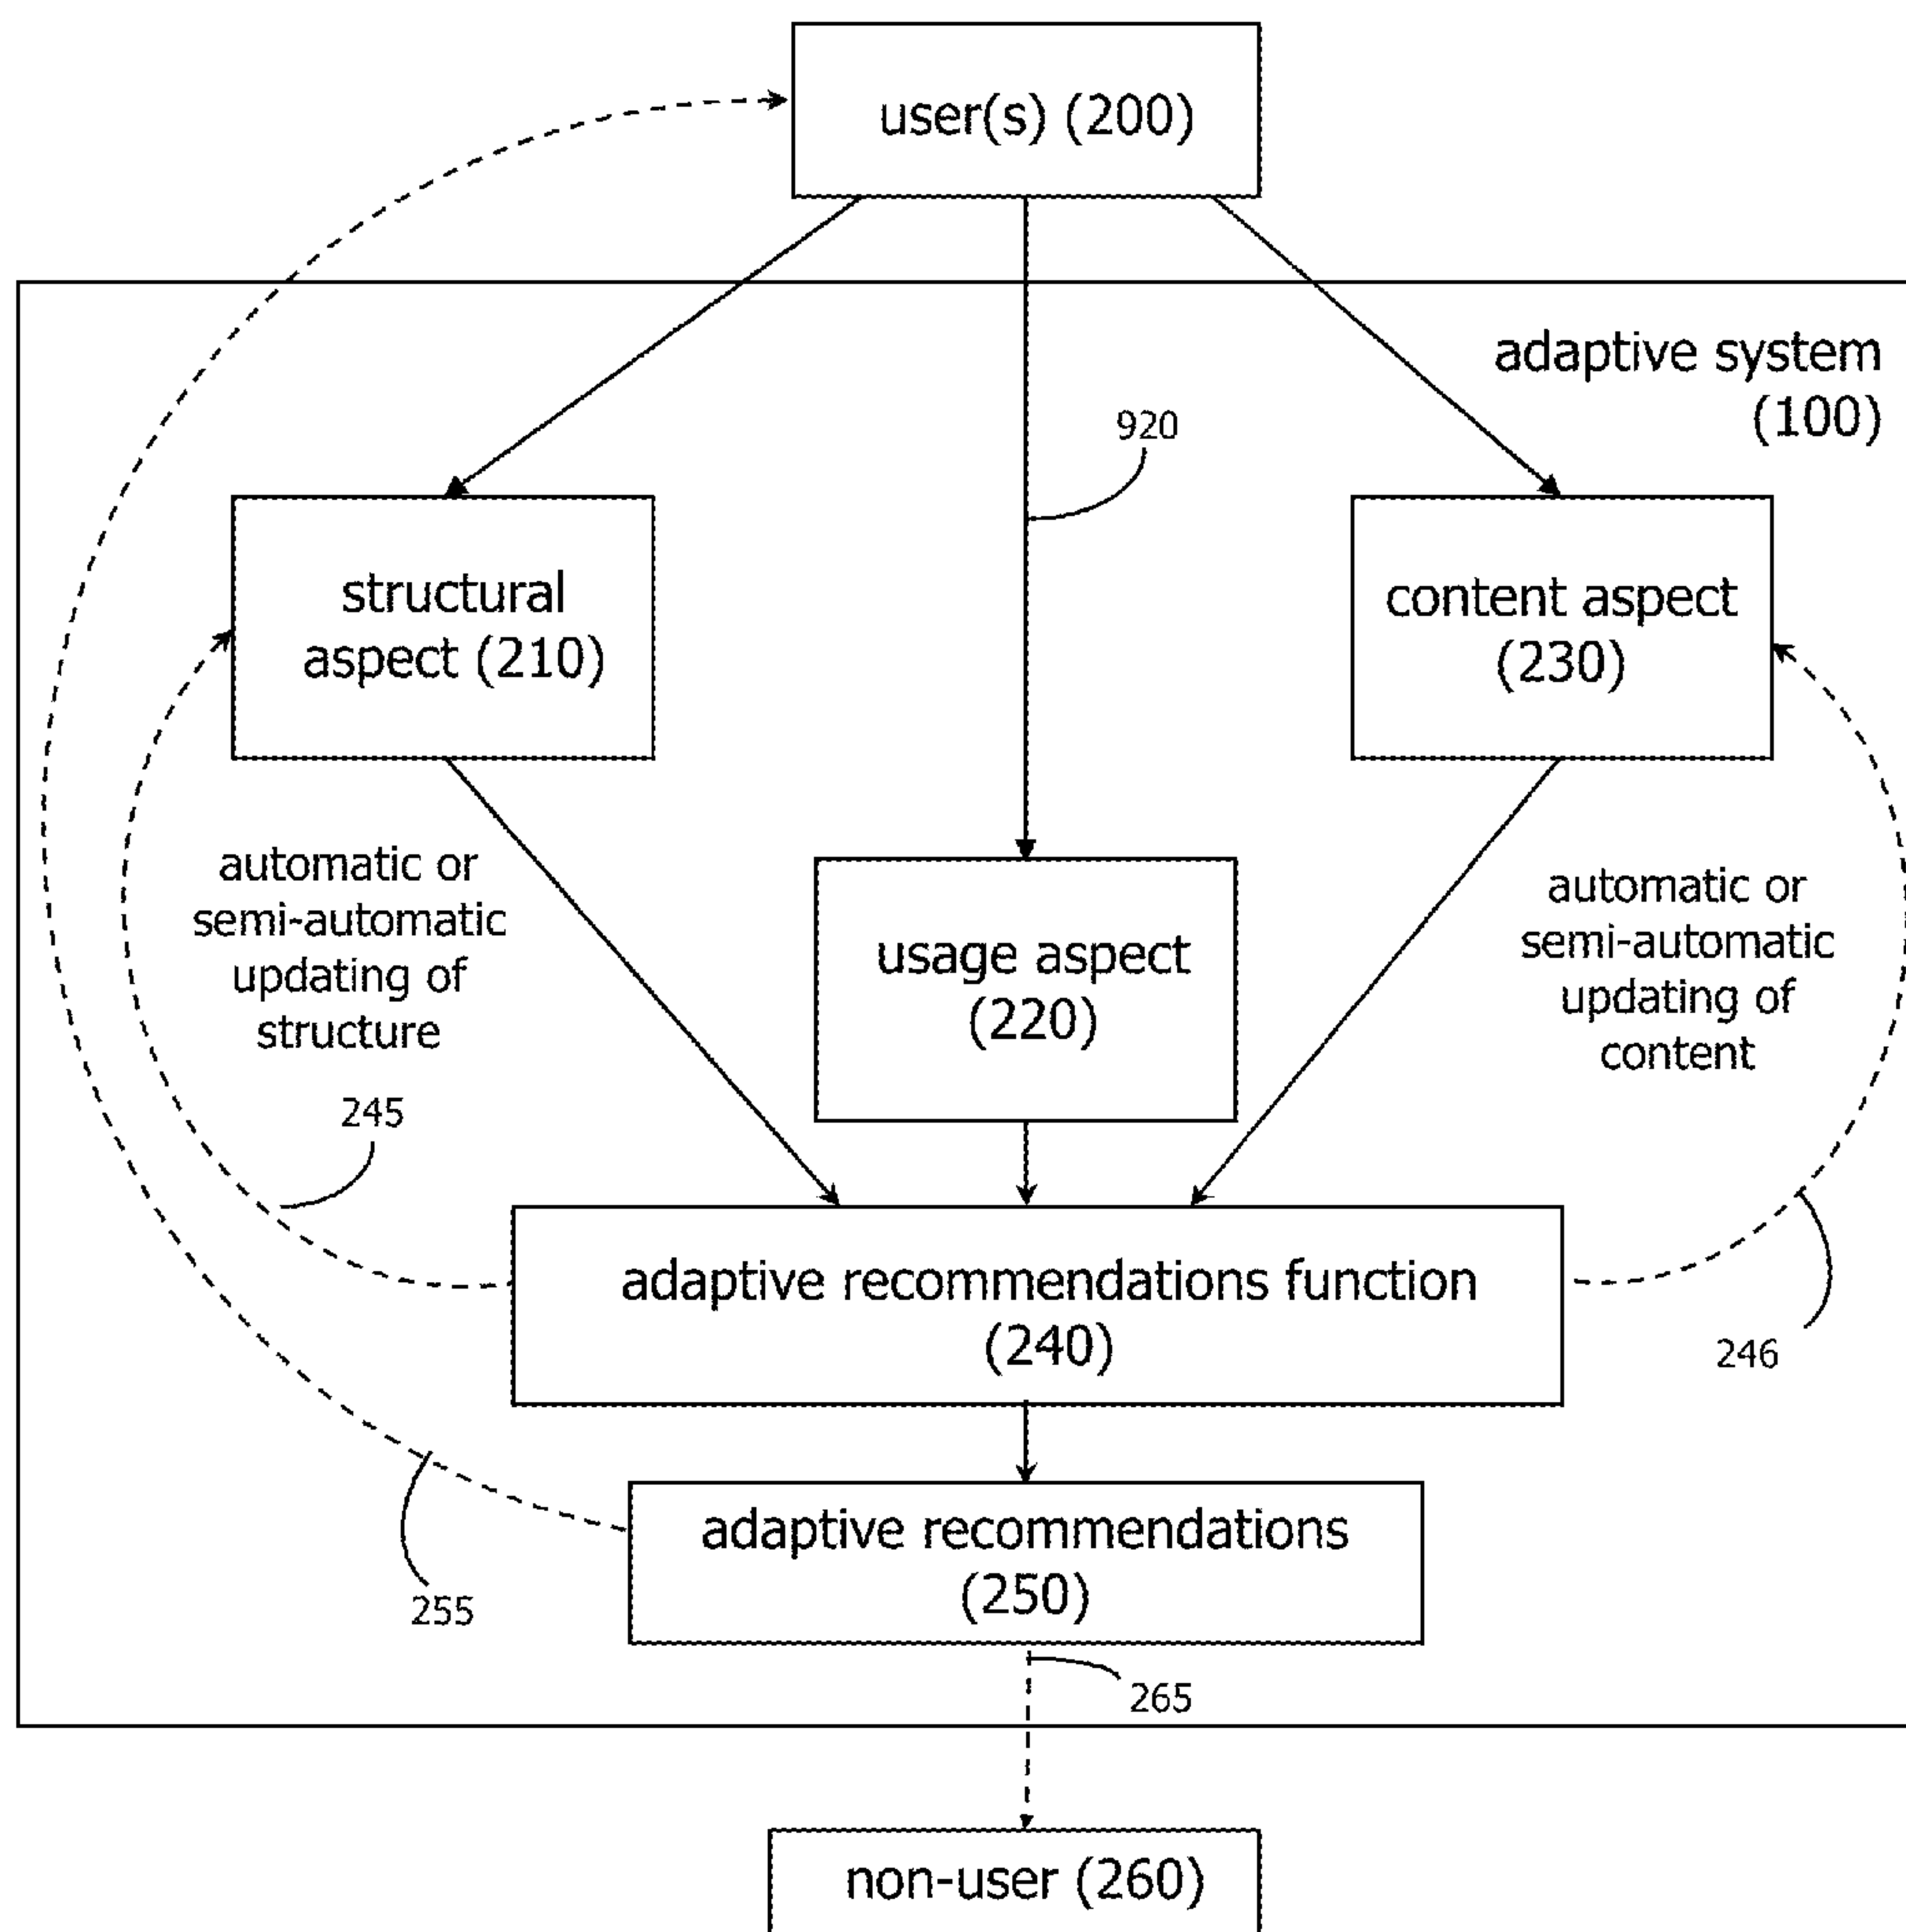 user(s) (200)
adaptive system
(100)
920
structural
aspect (210)
content aspect
(230)
automatic or
semi-automatic
updating of
structure
usage aspect
(220)
automatic or
semi-automatic
updating of
content
245
adaptive recommendations function
(240)
246
adaptive recommendations
(250)
255
265
non-user (260)